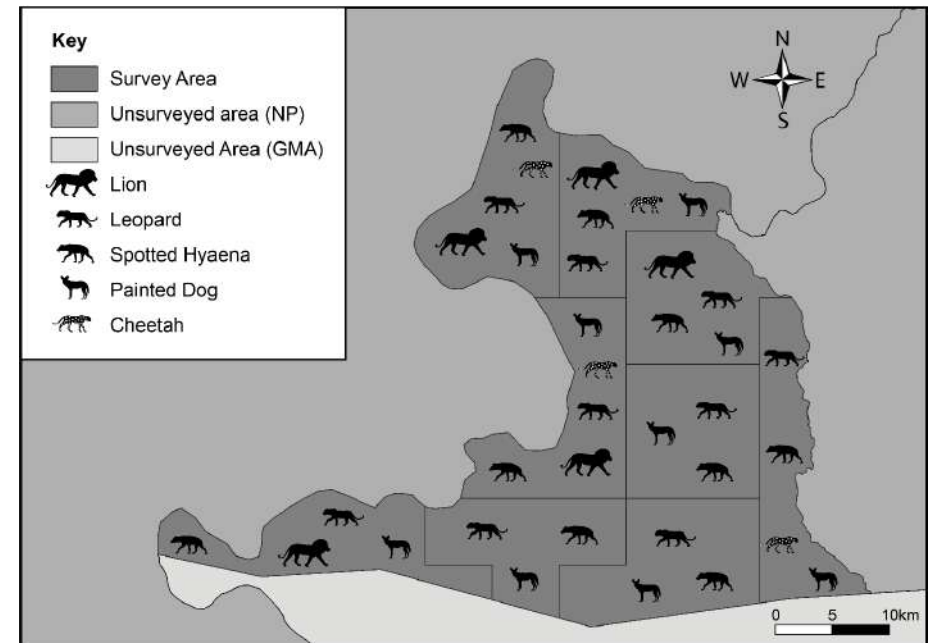 Key
Survey Area
Unsurveyed area (NP)
Unsurveyed Area (GMA)
Lion
Leopard
Spotted Hyaena
Painted Dog
Cheetah
N
W E
S
0 5 10km